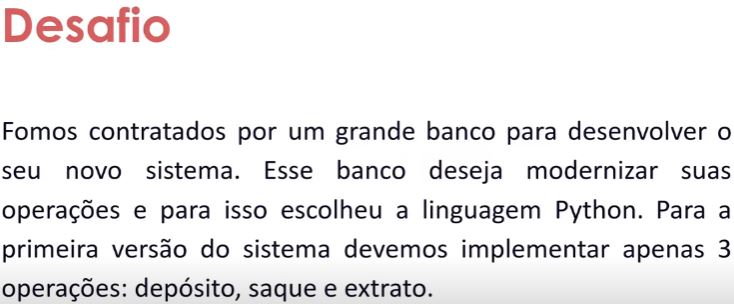 Desafio
Fomos contratados por um grande banco para desenvolver o
seu novo sistema. Esse banco deseja modernizar suas
operações e para isso escolheu a linguagem Python. Para a
primeira versão do sistema devemos implementar apenas 3
operações: depósito, saque e extrato.